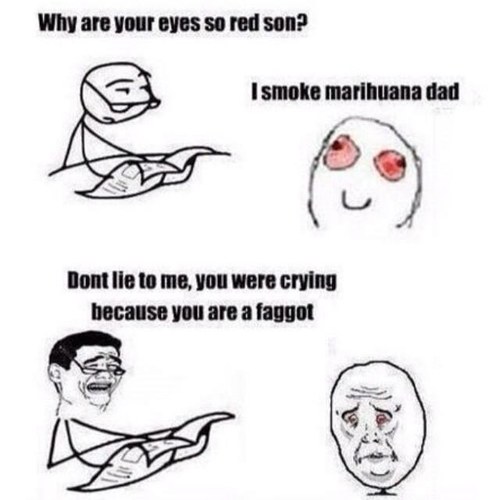 Why are your eyes so red son?
I smoke marihuana dad
Dont lie to me, you were crying
because you are a faggot